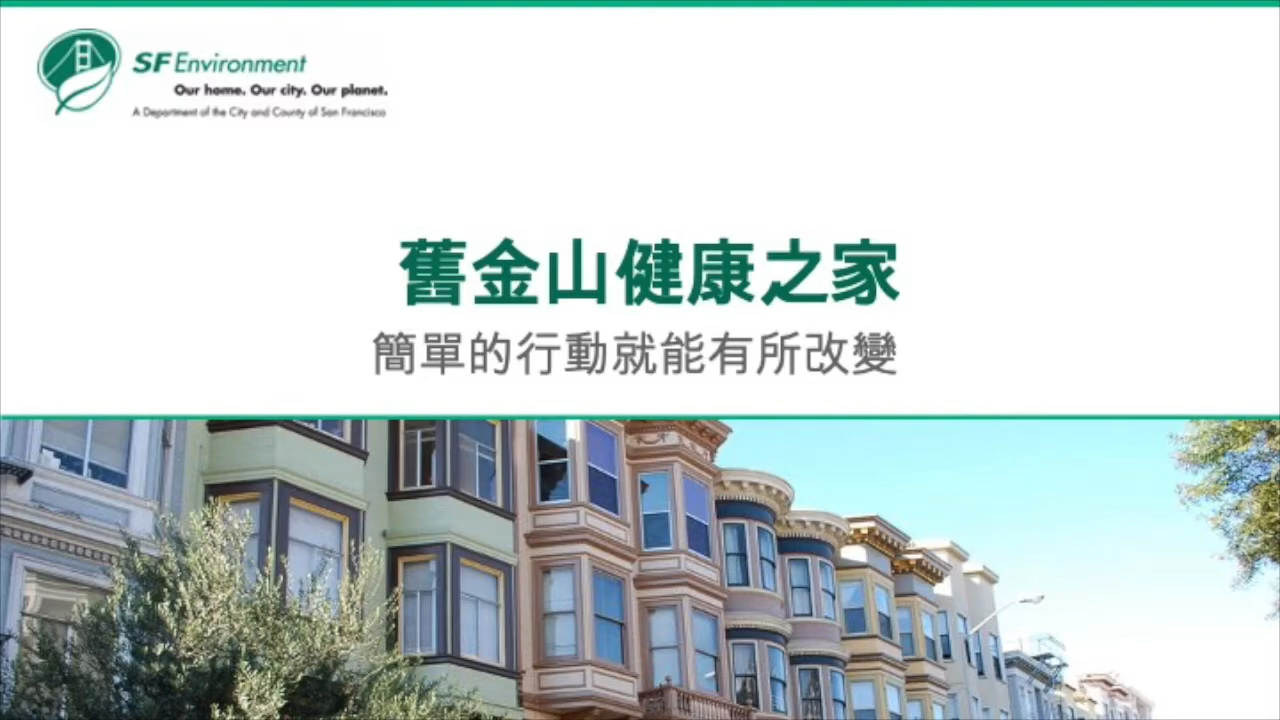 SF Environment
Our home. Our city. Our planet.
A Department of the City and County of San Francisco
舊金山健康之家
簡單的行動就能有所改變